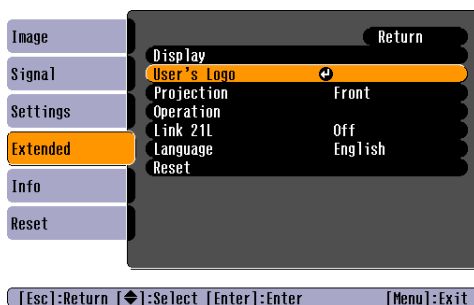 Image
Signal
Settings
Extended
Info
Reset
Return
Display
User's Logo
Projection Front
Operation
Link 21L Off
Language English
Reset
[Esc]:Return [◆]:Select [Enter]:Enter [Menu]:Exit